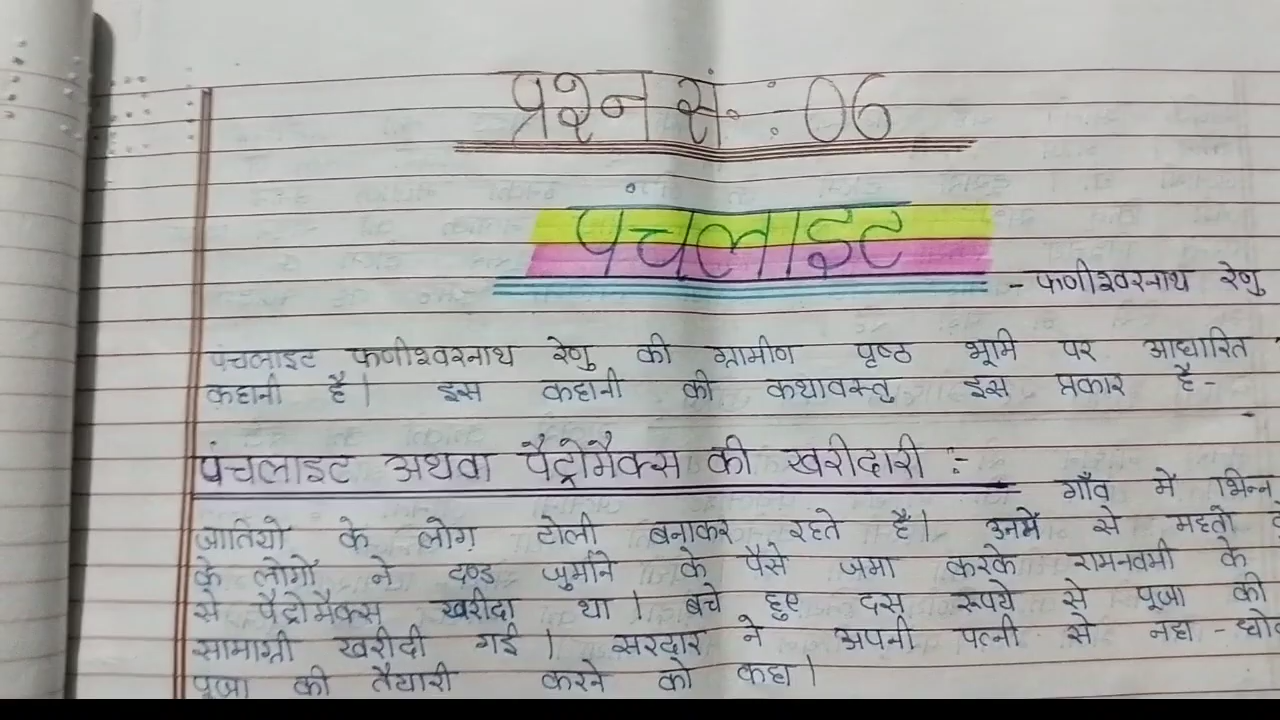 प्रश्न सं. : 06
पंचलाइट
- फणीश्वरनाथ रेणु
पंचलाइट फणीश्वरनाथ रेणु की ग्रामीण पृष्ठ भूमि पर आधारित
कहानी है। इस कहानी की कथावस्तु इस प्रकार है-
पंचलाइट अथवा पैट्रोमैक्स की खरीदारी :-
गाँव में भिन्न
जातियो के लोग टोली बनाकर रहते हैं। उनमें से महतो
के लोगों ने दण्ड जुर्माने के पैसे जमा करके रामनवमी के
से पैट्रोमैक्स खरीदा था। बचे हुए दस रूपये से पूजा की
सामाग्री खरीदी गई। सरदार ने अपनी पत्नी से नहा-
पूजा की तैयारी करने को कहा।